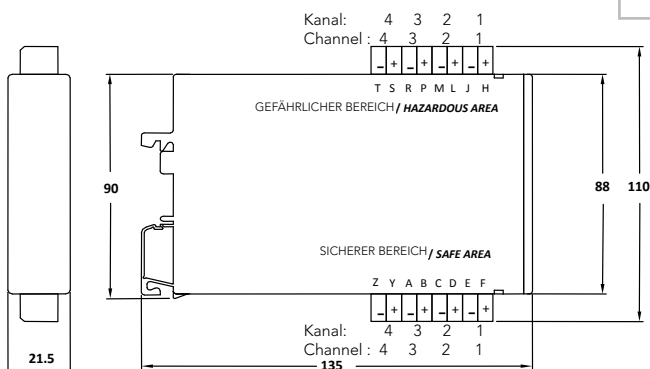 Kanal: 4 3 2 1
Channel : 4 3 2 1
- + - + - + - +
T S R P M L J H
GEFÄHRLICHER BEREICH/ HAZARDOUS AREA
90
88
110
SICHERER BEREICH/ SAFE AREA
Z Y A B C D E F
- + - + - + - +
Kanal: 4 3 2 1
Channel : 4 3 2 1
21.5
135